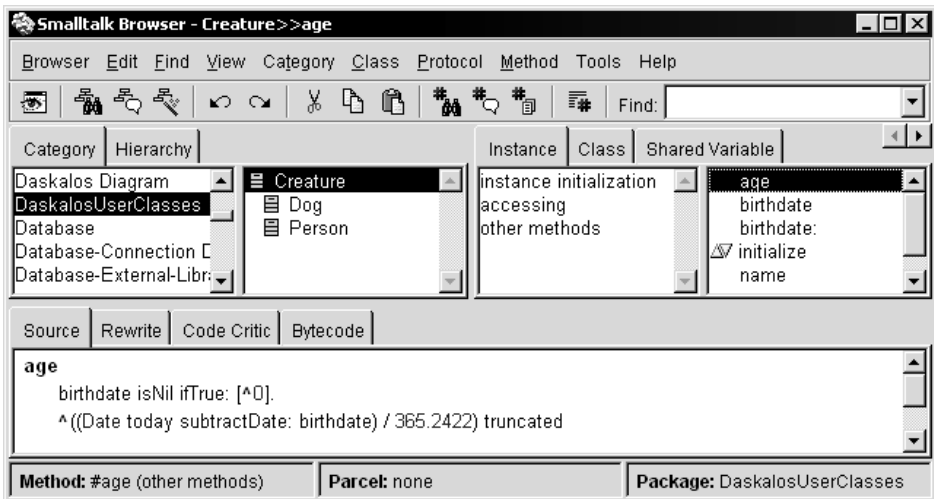 Smalltalk Browser - Creature>>age
Browser Edit Find View Category Class Protocol Method Tools Help
Find:
Category Hierarchy
Instance Class Shared Variable
Daskalos Diagram
DaskalosUserClasses
Database
Database-Connection D
Database-External-Libra
Creature
Dog
Person
instance initialization
accessing
other methods
age
birthdate
birthdate:
initialize
name
Source Rewrite Code Critic Bytecode
age
birthdate isNil ifTrue: [^0].
^((Date today subtractDate: birthdate) / 365.2422) truncated
Method: #age (other methods) Parcel: none Package: DaskalosUserClasses